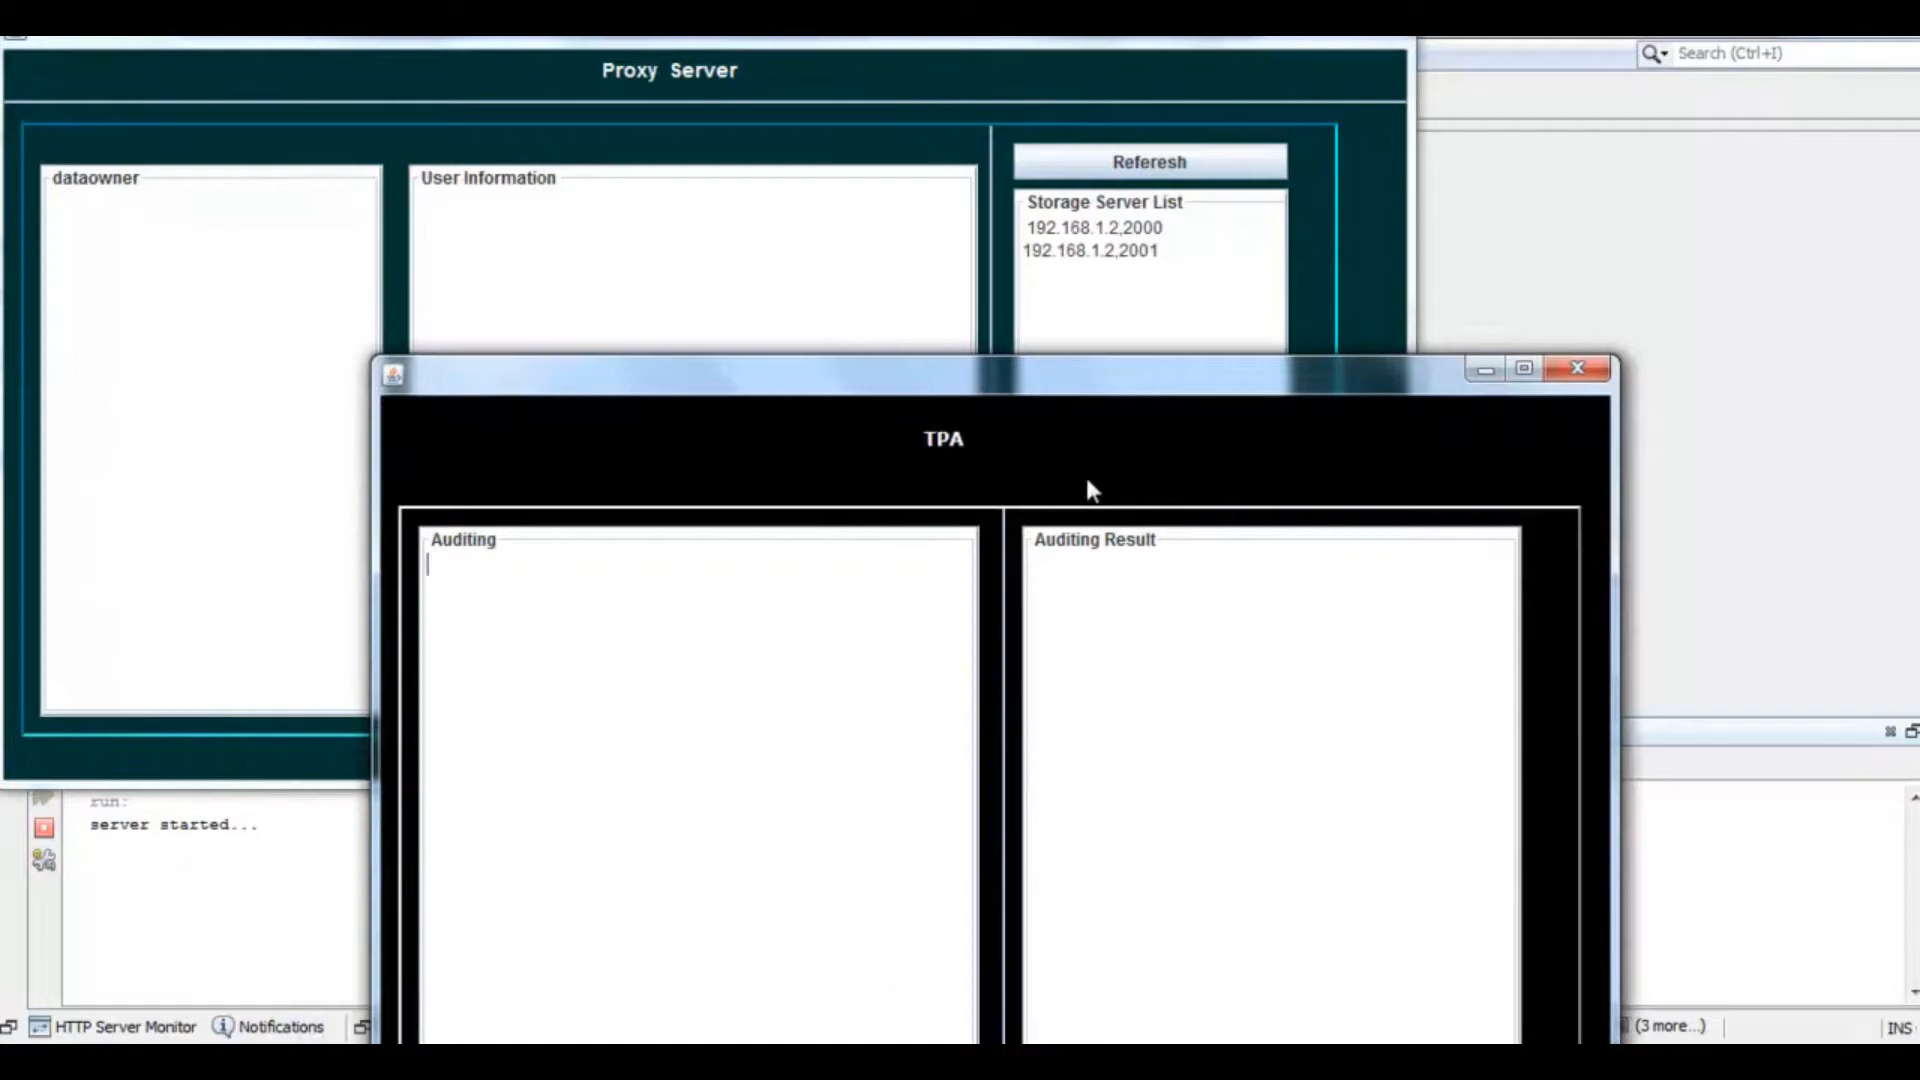 Search (Ctrl+I)
Proxy Server
dataowner
User Information
Referesh
Storage Server List
192.168.1.2,2000
192.168.1.2,2001
TPA
Auditing
Auditing Result
run:
server started...
HTTP Server Monitor
Notifications
(3 more...)
INS